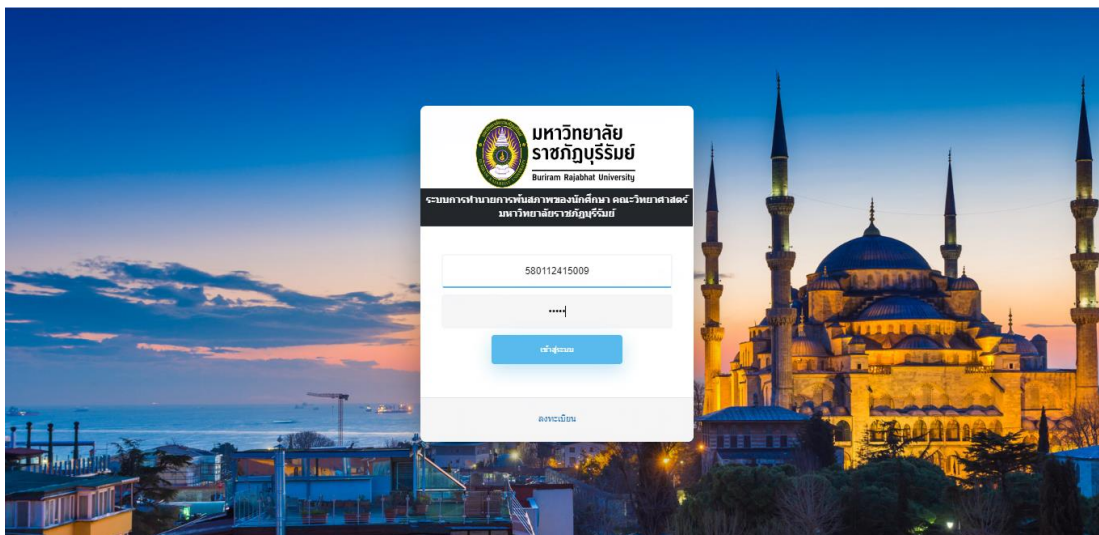 มหาวิทยาลัย
ราชภัฏบุรีรัมย์
Buriram Rajabhat University
ระบบการทำนายการพ้นสภาพของนักศึกษา คณะวิทยาศาสตร์
มหาวิทยาลัยราชภัฏบุรีรัมย์
580112415009
•••••
เข้าสู่ระบบ
ลงทะเบียน